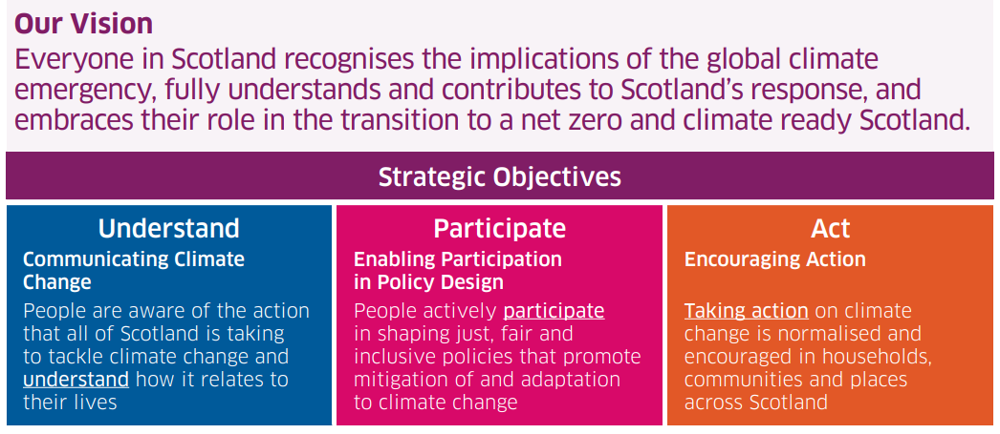 Our Vision
Everyone in Scotland recognises the implications of the global climate
emergency, fully understands and contributes to Scotland's response, and
embraces their role in the transition to a net zero and climate ready Scotland.
Strategic Objectives
Understand
Communicating Climate
Change
People are aware of the action
that all of Scotland is taking
to tackle climate change and
understand how it relates to
their lives
Participate
Enabling Participation
in Policy Design
People actively participate
in shaping just, fair and
inclusive policies that promote
mitigation of and adaptation
to climate change
Act
Encouraging Action
Taking action on climate
change is normalised and
encouraged in households,
communities and places
across Scotland